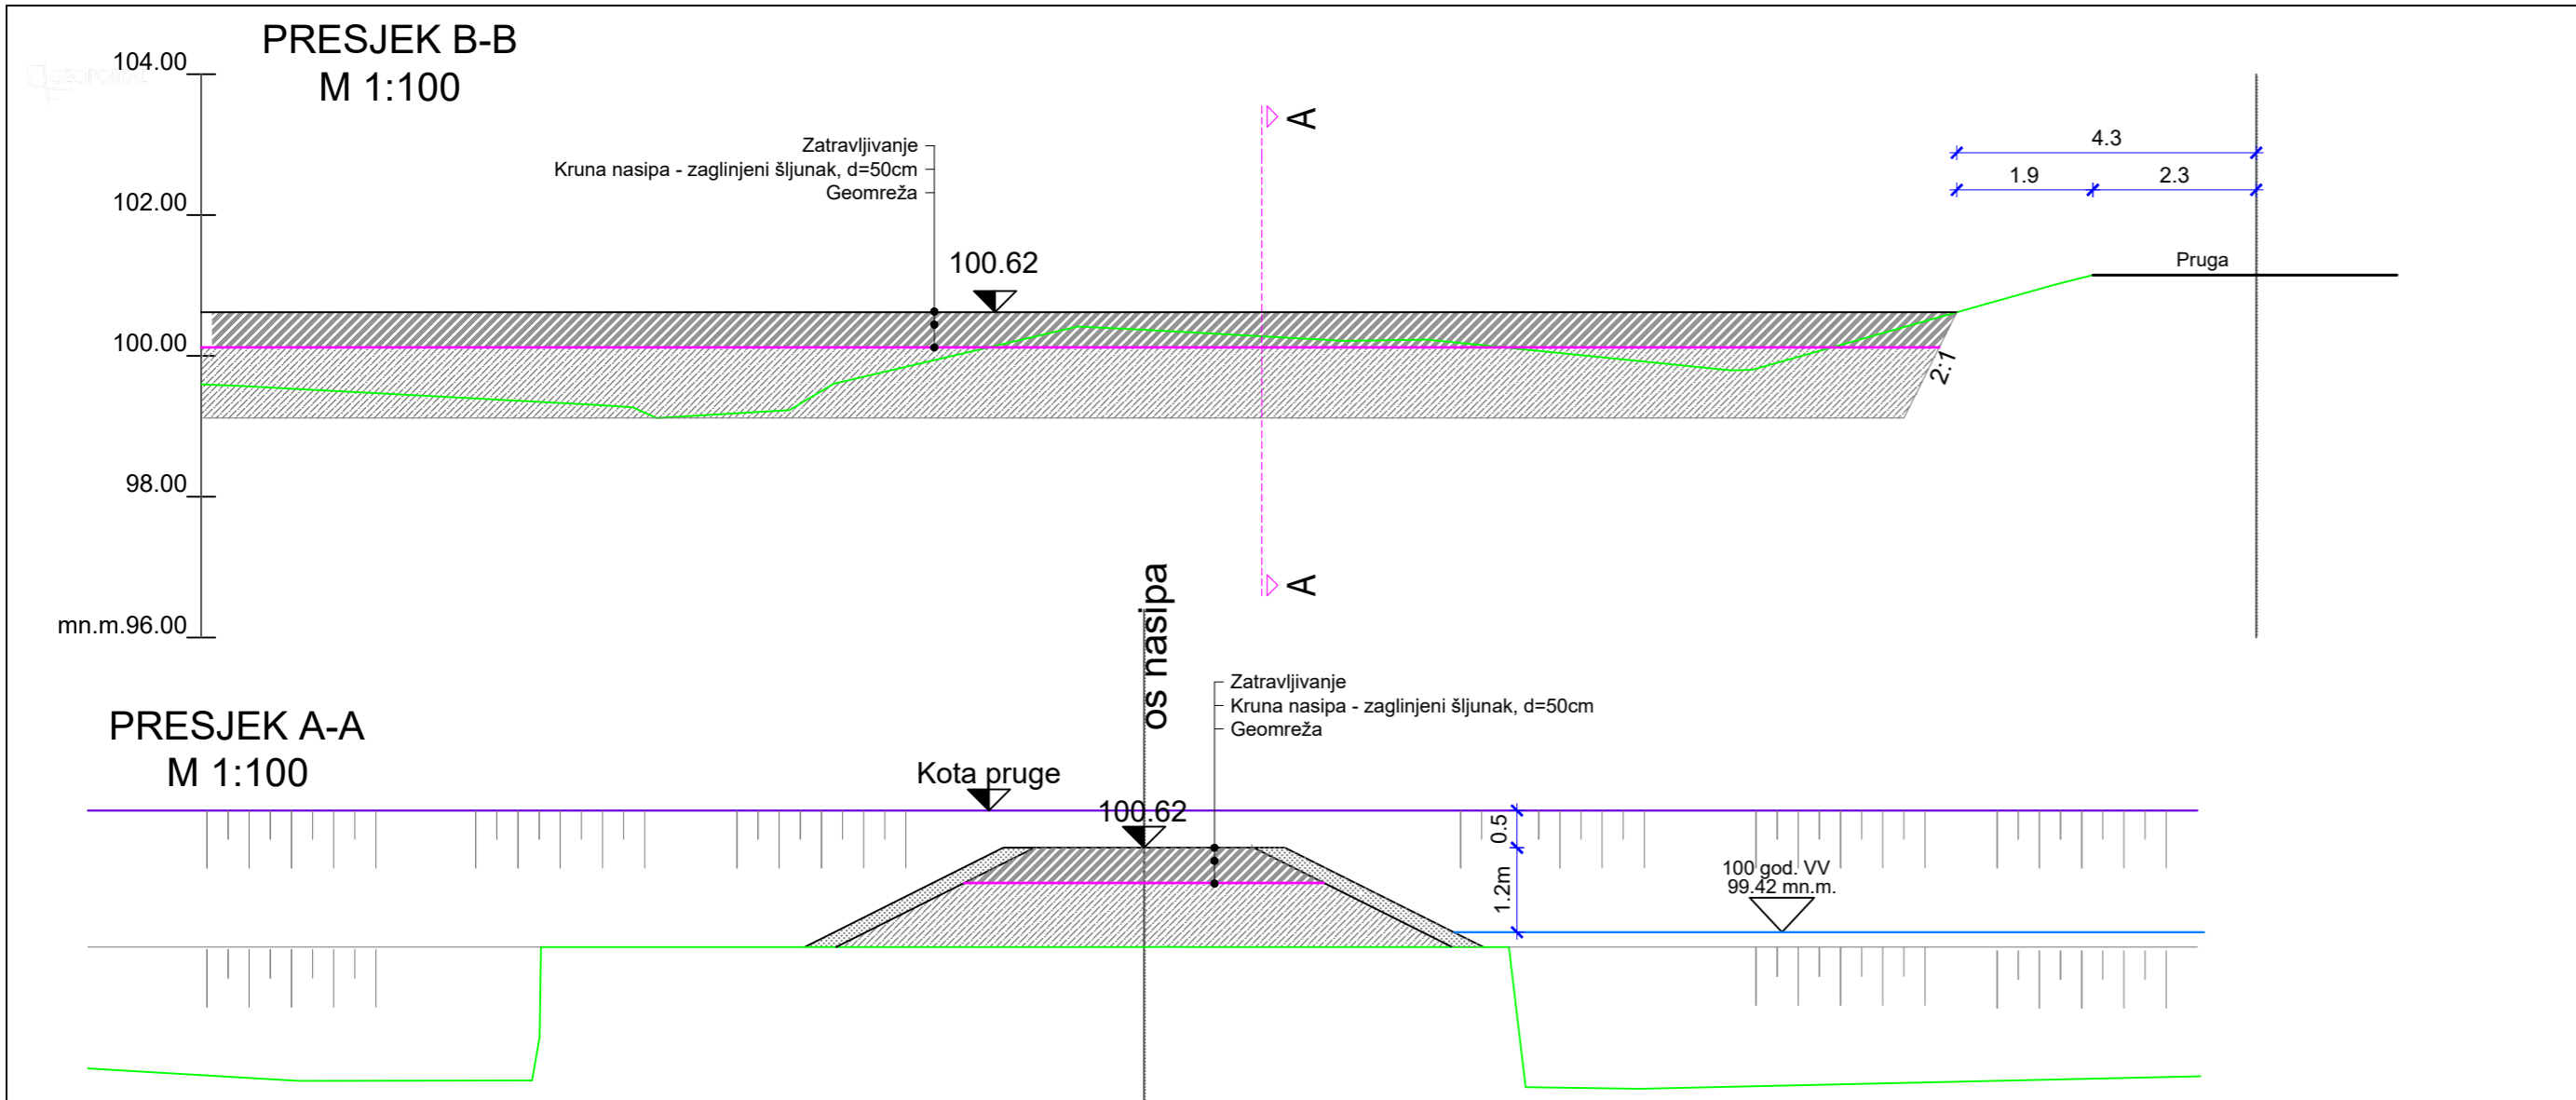 PRESJEK B-B
M 1:100
GEOPORTAL
104.00
102.00
100.00
98.00
mn.m.96.00
Zatravljivanje
Kruna nasipa - zaglinjeni šljunak, d=50cm
Geomreža
100.62
A
A
4.3
1.9
2.3
Pruga
2:1
os nasipa
PRESJEK A-A
M 1:100
Zatravljivanje
Kruna nasipa - zaglinjeni šljunak, d=50cm
Geomreža
Kota pruge
100.62
0.5
1.2m
100 god. VV
99.42 mn.m.